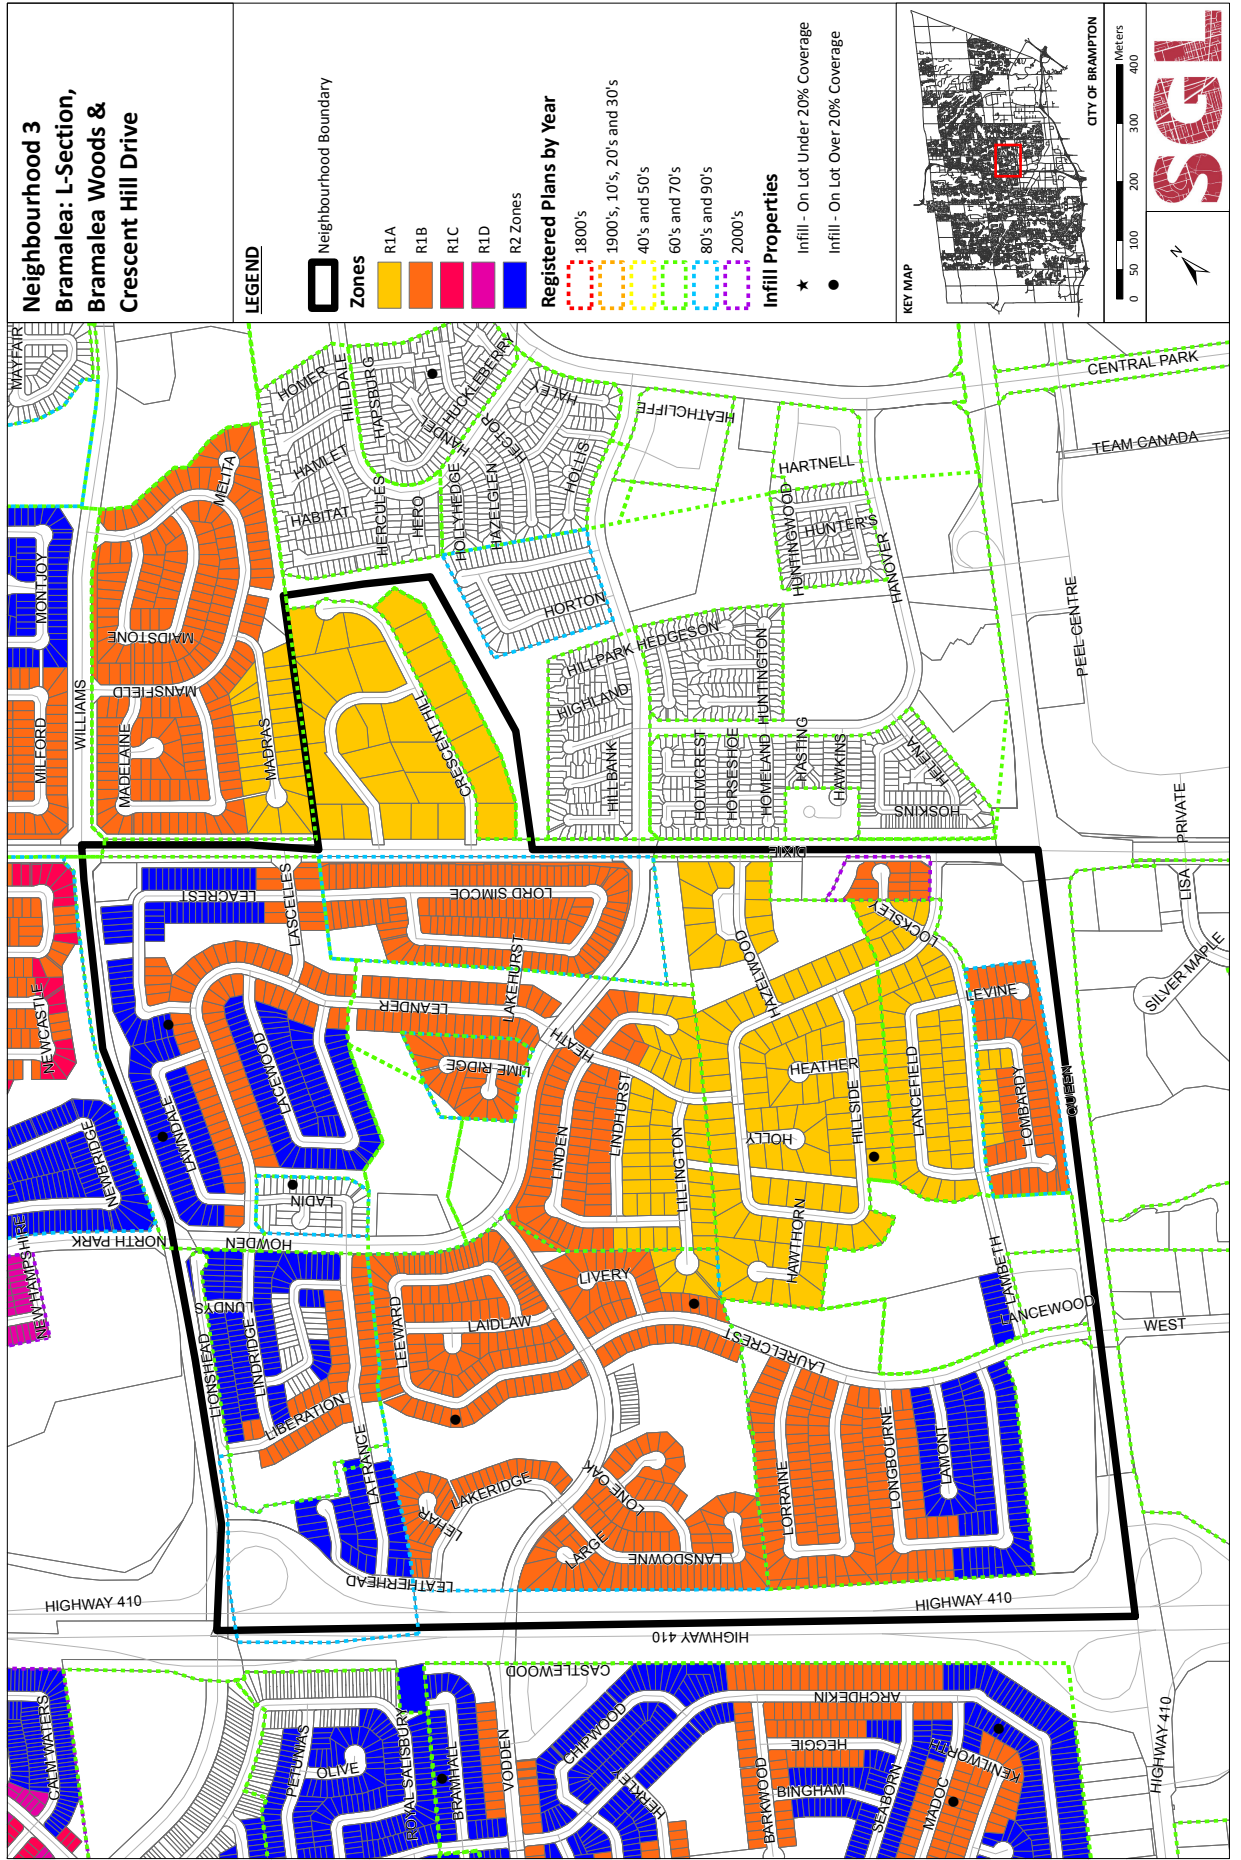 Neighbourhood 3
Bramalea: L-Section,
Bramalea Woods &
Crescent Hill Drive
LEGEND
Neighbourhood Boundary
Zones
R1A
R1B
R1C
R1D
R2 Zones
Registered Plans by Year
1800's
1900's, 10's, 20's and 30's
40's and 50's
60's and 70's
80's and 90's
2000's
Infill Properties
Infill - On Lot Under 20% Coverage
Infill - On Lot Over 20% Coverage
KEY MAP
CITY OF BRAMPTON
0 50 100 200 300 400
Meters
N
SGL
MAYFAIR
HOMER
HILLDALE
HAPSBURG
HUCKLEBERRY
HANDEL
HECTOR
HALEY
HAMLET
HABITAT
HERCULES
HERO
HOLLYHEDGE
HAZELGLEN
HOLLIS
HEATHCLIFFE
HARTNELL
HUNTINGWOOD
HUNTER'S
HANOVER
CENTRAL PARK
TEAM CANADA
PEEL CENTRE
MELITA
MONTJOY
MAIDSTONE
MANSFIELD
MILFORD
WILLIAMS
MADELAINE
MADRAS
CRESCENT HILL
HORTON
HILLPARK
HEDGESON
HIGHLAND
HUNTINGTON
HILLBANK
HOLMCREST
HORSESHOE
HOMELAND
HASTING
HAWKINS
HELENA
HOSKINS
PRIVATE
LISA
SILVER MAPLE
DIXIE
LEACREST
LASCELLES
LORD SIMCOE
LAKEHURST
LEANDER
HEATH
LIME RIDGE
LACEWOOD
LAWNDALE
NEWCASTLE
NEWBRIDGE
NEW HAMPSHIRE
NORTH PARK
HOWDEN
LADIN
LINDEN
LINDHURST
LILLINGTON
HAZELWOOD
LOCKSLEY
HEATHER
HILLSIDE
HOLLY
HAWTHORN
LANCEFIELD
LEVINE
LOMBARDY
QUEEN
LAMBETH
LANCEWOOD
WEST
LUNDYS
LIONSHEAD
LINDRIDGE
LIBERATION
LA FRANCE
LEEWARD
LAIDLAW
LIVERY
LAURELCREST
LEHAR
LAKERIDGE
LEATHERHEAD
LONE OAK
LARGE
LANSDOWNE
LORRAINE
LONGBOURNE
LAMONT
HIGHWAY 410
HIGHWAY 410
HIGHWAY 410
HIGHWAY 410
CASTLEWOOD
CALM WATERS
PETUNIAS
OLIVE
ROYAL SALISBURY
BRAMHALL
VODDEN
CHIPWOOD
HERKLEY
ARCHDEKIN
BARKWOOD
HEGGIE
BINGHAM
SEABORN
MADOC
KENILWORTH